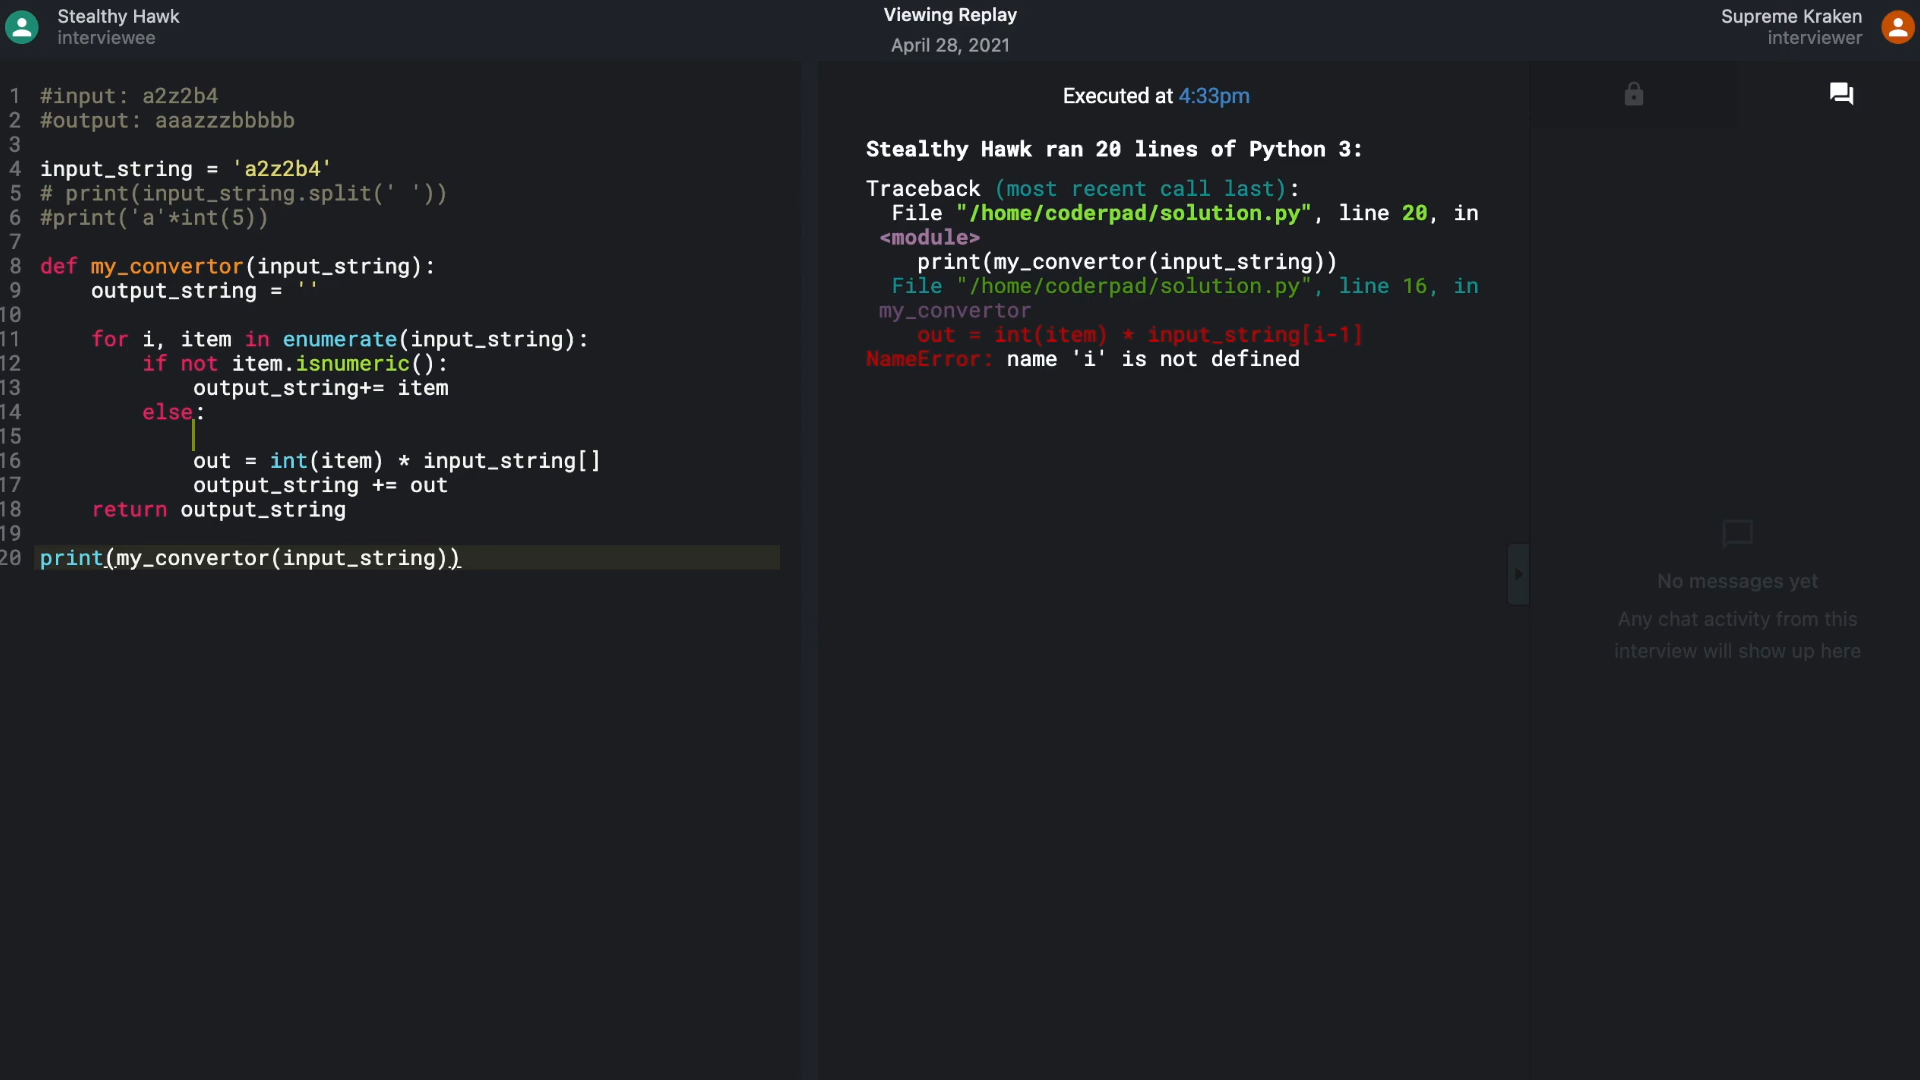 Stealthy Hawk
interviewee
Viewing Replay
April 28, 2021
Supreme Kraken
interviewer
1 #input: a2z2b4
2 #output: aaazzzbbbbb
3
4 input_string = 'a2z2b4'
5 # print(input_string.split(' '))
6 #print('a'*int(5))
7
8 def my_convertor(input_string):
9     output_string = ''
10
11     for i, item in enumerate(input_string):
12         if not item.isnumeric():
13             output_string+= item
14         else:
15
16             out = int(item) * input_string[]
17             output_string += out
18     return output_string
19
20 print(my_convertor(input_string))
Executed at 4:33pm
Stealthy Hawk ran 20 lines of Python 3:
Traceback (most recent call last):
  File "/home/coderpad/solution.py", line 20, in
<module>
    print(my_convertor(input_string))
  File "/home/coderpad/solution.py", line 16, in
my_convertor
    out = int(item) * input_string[i-1]
NameError: name 'i' is not defined
No messages yet
Any chat activity from this
interview will show up here